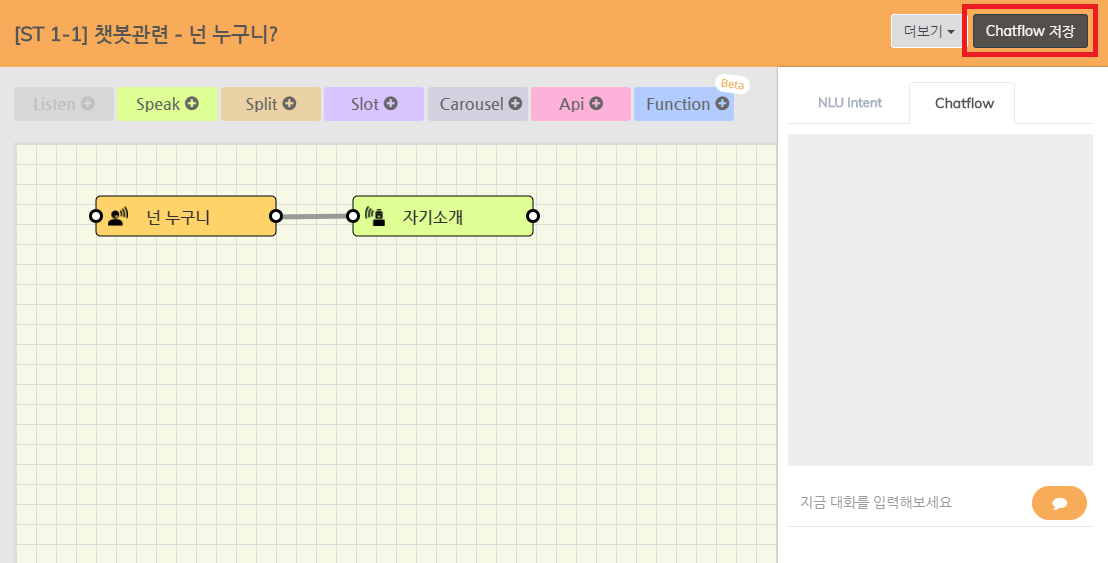 [ST 1-1] 챗봇관련 - 넌 누구니?
더보기
Chatflow 저장
Listen
Speak
Split
Slot
Carousel
Api
Function
Beta
NLU Intent
Chatflow
넌 누구니
자기소개
지금 대화를 입력해보세요